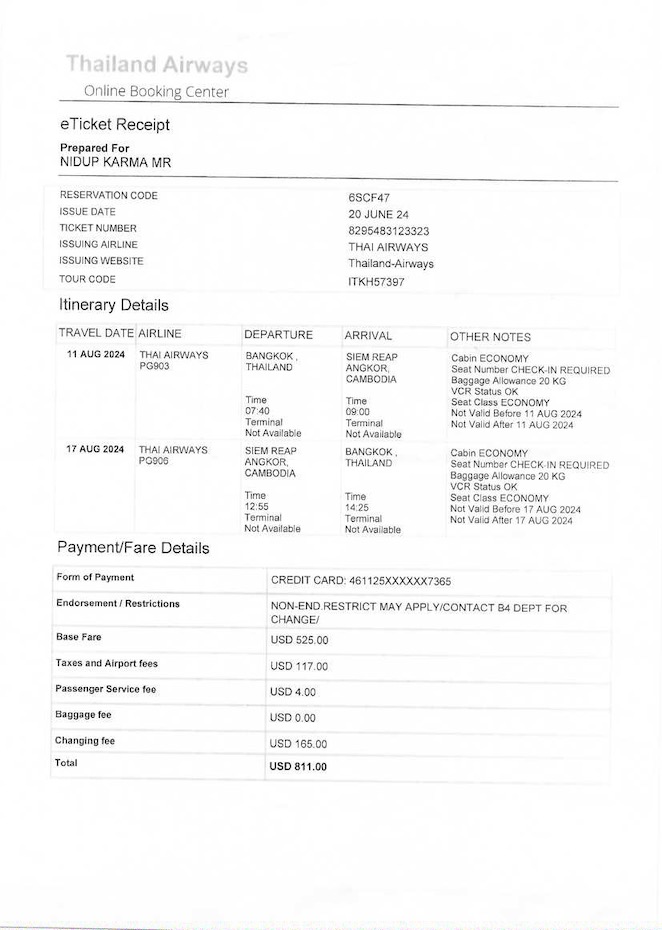 Thailand Airways
Online Booking Center
eTicket Receipt
Prepared For
NIDUP KARMA MR
RESERVATION CODE 6SCF47
ISSUE DATE 20 JUNE 24
TICKET NUMBER 8295483123323
ISSUING AIRLINE THAI AIRWAYS
ISSUING WEBSITE Thailand-Airways
TOUR CODE ITKH57397
Itinerary Details
TRAVEL DATE AIRLINE DEPARTURE ARRIVAL OTHER NOTES
11 AUG 2024 THAI AIRWAYS BANGKOK , SIEM REAP Cabin ECONOMY
PG903 THAILAND ANGKOR, Seat Number CHECK-IN REQUIRED
CAMBODIA Baggage Allowance 20 KG
VCR Status OK
Time Time Seat Class ECONOMY
07:40 09:00 Not Valid Before 11 AUG 2024
Terminal Terminal Not Valid After 11 AUG 2024
Not Available Not Available
17 AUG 2024 THAI AIRWAYS SIEM REAP BANGKOK , Cabin ECONOMY
PG906 ANGKOR, THAILAND Seat Number CHECK-IN REQUIRED
CAMBODIA Baggage Allowance 20 KG
VCR Status OK
Time Time Seat Class ECONOMY
12:55 14:25 Not Valid Before 17 AUG 2024
Terminal Terminal Not Valid After 17 AUG 2024
Not Available Not Available
Payment/Fare Details
Form of Payment CREDIT CARD: 461125XXXXXX7365
Endorsement / Restrictions NON-END.RESTRICT MAY APPLY/CONTACT B4 DEPT FOR
CHANGE/
Base Fare USD 525.00
Taxes and Airport fees USD 117.00
Passenger Service fee USD 4.00
Baggage fee USD 0.00
Changing fee USD 165.00
Total USD 811.00